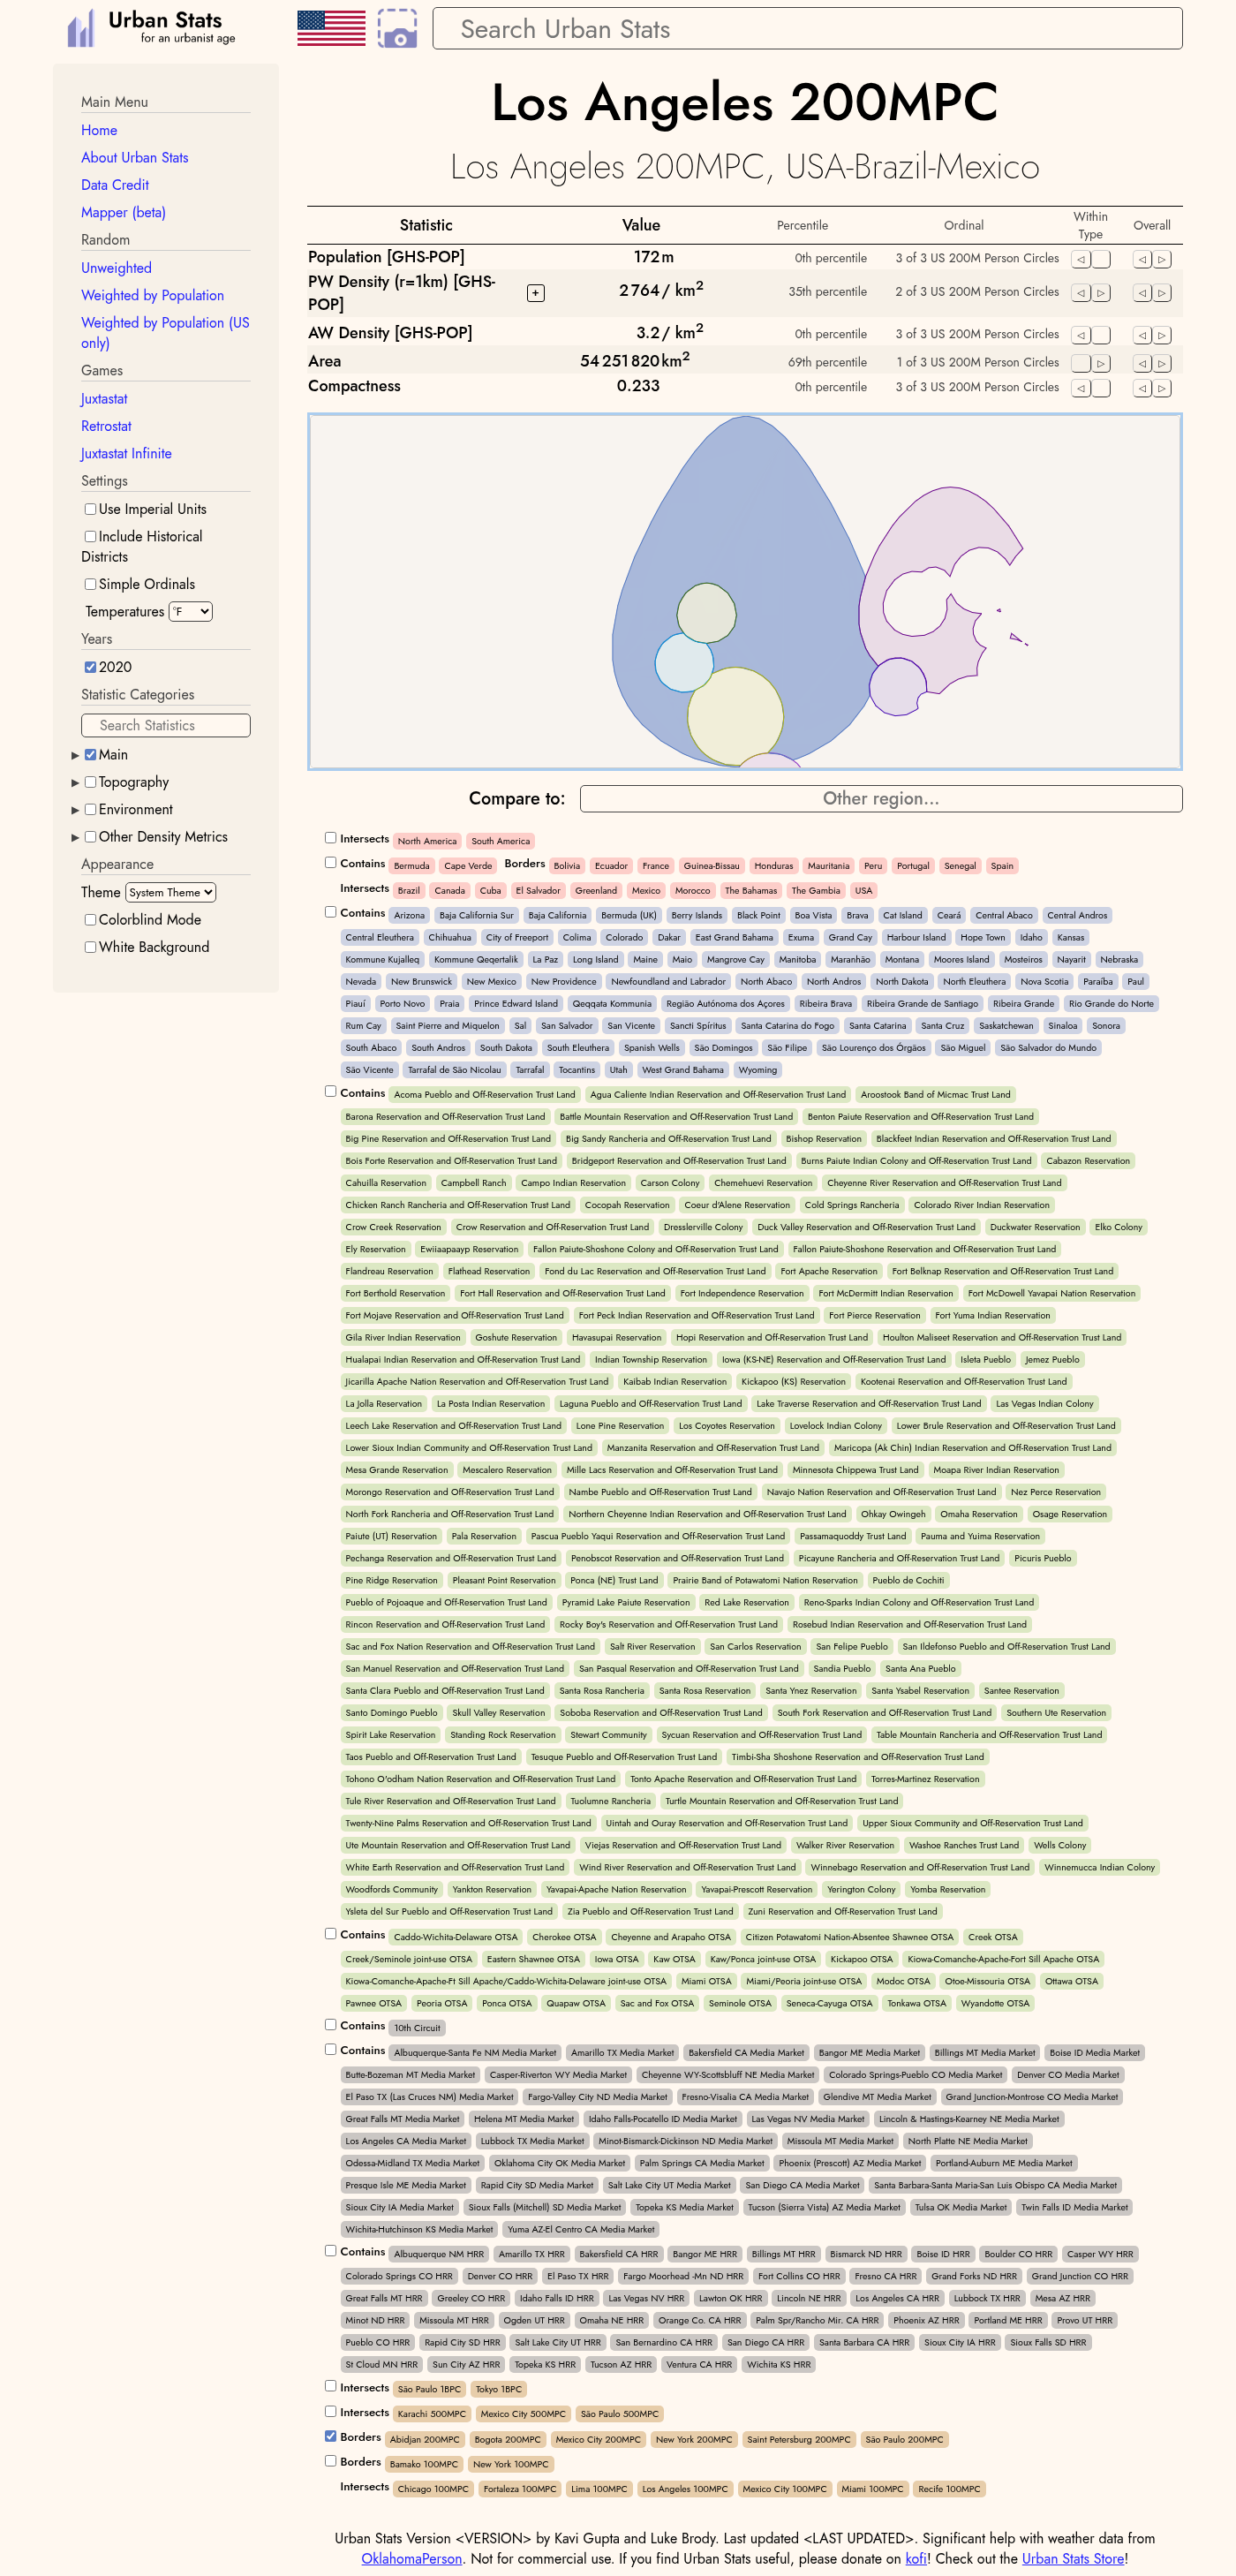 Urban Stats
for an urbanist age
Search Urban Stats
Main Menu
Home
About Urban Stats
Data Credit
Mapper (beta)
Random
Unweighted
Weighted by Population
Weighted by Population (US only)
Games
Juxtastat
Retrostat
Juxtastat Infinite
Settings
Use Imperial Units
Include Historical Districts
Simple Ordinals
Temperatures °F
Years
2020
Statistic Categories
Search Statistics
Main
Topography
Environment
Other Density Metrics
Appearance
Theme System Theme
Colorblind Mode
White Background
Los Angeles 200MPC
Los Angeles 200MPC, USA-Brazil-Mexico
Statistic Value Percentile Ordinal Within Type Overall
Population [GHS-POP] 172 m 0th percentile 3 of 3 US 200M Person Circles
PW Density (r=1km) [GHS-POP] + 2 764 / km2 35th percentile 2 of 3 US 200M Person Circles
AW Density [GHS-POP] 3.2 / km2 0th percentile 3 of 3 US 200M Person Circles
Area 54 251 820 km2 69th percentile 1 of 3 US 200M Person Circles
Compactness 0.233 0th percentile 3 of 3 US 200M Person Circles
Compare to: Other region...
Intersects North America South America
Contains Bermuda Cape Verde Borders Bolivia Ecuador France Guinea-Bissau Honduras Mauritania Peru Portugal Senegal Spain
Intersects Brazil Canada Cuba El Salvador Greenland Mexico Morocco The Bahamas The Gambia USA
Contains Arizona Baja California Sur Baja California Bermuda (UK) Berry Islands Black Point Boa Vista Brava Cat Island Ceará Central Abaco Central Andros
Central Eleuthera Chihuahua City of Freeport Colima Colorado Dakar East Grand Bahama Exuma Grand Cay Harbour Island Hope Town Idaho Kansas
Kommune Kujalleq Kommune Qeqertalik La Paz Long Island Maine Maio Mangrove Cay Manitoba Maranhão Montana Moores Island Mosteiros Nayarit Nebraska
Nevada New Brunswick New Mexico New Providence Newfoundland and Labrador North Abaco North Andros North Dakota North Eleuthera Nova Scotia Paraíba Paul
Piauí Porto Novo Praia Prince Edward Island Qeqqata Kommunia Região Autónoma dos Açores Ribeira Brava Ribeira Grande de Santiago Ribeira Grande Rio Grande do Norte
Rum Cay Saint Pierre and Miquelon Sal San Salvador San Vicente Sancti Spíritus Santa Catarina do Fogo Santa Catarina Santa Cruz Saskatchewan Sinaloa Sonora
South Abaco South Andros South Dakota South Eleuthera Spanish Wells São Domingos São Filipe São Lourenço dos Órgãos São Miguel São Salvador do Mundo
São Vicente Tarrafal de São Nicolau Tarrafal Tocantins Utah West Grand Bahama Wyoming
Contains Acoma Pueblo and Off-Reservation Trust Land Agua Caliente Indian Reservation and Off-Reservation Trust Land Aroostook Band of Micmac Trust Land
Barona Reservation and Off-Reservation Trust Land Battle Mountain Reservation and Off-Reservation Trust Land Benton Paiute Reservation and Off-Reservation Trust Land
Big Pine Reservation and Off-Reservation Trust Land Big Sandy Rancheria and Off-Reservation Trust Land Bishop Reservation Blackfeet Indian Reservation and Off-Reservation Trust Land
Bois Forte Reservation and Off-Reservation Trust Land Bridgeport Reservation and Off-Reservation Trust Land Burns Paiute Indian Colony and Off-Reservation Trust Land Cabazon Reservation
Cahuilla Reservation Campbell Ranch Campo Indian Reservation Carson Colony Chemehuevi Reservation Cheyenne River Reservation and Off-Reservation Trust Land
Chicken Ranch Rancheria and Off-Reservation Trust Land Cocopah Reservation Coeur d'Alene Reservation Cold Springs Rancheria Colorado River Indian Reservation
Crow Creek Reservation Crow Reservation and Off-Reservation Trust Land Dresslerville Colony Duck Valley Reservation and Off-Reservation Trust Land Duckwater Reservation Elko Colony
Ely Reservation Ewiiaapaayp Reservation Fallon Paiute-Shoshone Colony and Off-Reservation Trust Land Fallon Paiute-Shoshone Reservation and Off-Reservation Trust Land
Flandreau Reservation Flathead Reservation Fond du Lac Reservation and Off-Reservation Trust Land Fort Apache Reservation Fort Belknap Reservation and Off-Reservation Trust Land
Fort Berthold Reservation Fort Hall Reservation and Off-Reservation Trust Land Fort Independence Reservation Fort McDermitt Indian Reservation Fort McDowell Yavapai Nation Reservation
Fort Mojave Reservation and Off-Reservation Trust Land Fort Peck Indian Reservation and Off-Reservation Trust Land Fort Pierce Reservation Fort Yuma Indian Reservation
Gila River Indian Reservation Goshute Reservation Havasupai Reservation Hopi Reservation and Off-Reservation Trust Land Houlton Maliseet Reservation and Off-Reservation Trust Land
Hualapai Indian Reservation and Off-Reservation Trust Land Indian Township Reservation Iowa (KS-NE) Reservation and Off-Reservation Trust Land Isleta Pueblo Jemez Pueblo
Jicarilla Apache Nation Reservation and Off-Reservation Trust Land Kaibab Indian Reservation Kickapoo (KS) Reservation Kootenai Reservation and Off-Reservation Trust Land
La Jolla Reservation La Posta Indian Reservation Laguna Pueblo and Off-Reservation Trust Land Lake Traverse Reservation and Off-Reservation Trust Land Las Vegas Indian Colony
Leech Lake Reservation and Off-Reservation Trust Land Lone Pine Reservation Los Coyotes Reservation Lovelock Indian Colony Lower Brule Reservation and Off-Reservation Trust Land
Lower Sioux Indian Community and Off-Reservation Trust Land Manzanita Reservation and Off-Reservation Trust Land Maricopa (Ak Chin) Indian Reservation and Off-Reservation Trust Land
Mesa Grande Reservation Mescalero Reservation Mille Lacs Reservation and Off-Reservation Trust Land Minnesota Chippewa Trust Land Moapa River Indian Reservation
Morongo Reservation and Off-Reservation Trust Land Nambe Pueblo and Off-Reservation Trust Land Navajo Nation Reservation and Off-Reservation Trust Land Nez Perce Reservation
North Fork Rancheria and Off-Reservation Trust Land Northern Cheyenne Indian Reservation and Off-Reservation Trust Land Ohkay Owingeh Omaha Reservation Osage Reservation
Paiute (UT) Reservation Pala Reservation Pascua Pueblo Yaqui Reservation and Off-Reservation Trust Land Passamaquoddy Trust Land Pauma and Yuima Reservation
Pechanga Reservation and Off-Reservation Trust Land Penobscot Reservation and Off-Reservation Trust Land Picayune Rancheria and Off-Reservation Trust Land Picuris Pueblo
Pine Ridge Reservation Pleasant Point Reservation Ponca (NE) Trust Land Prairie Band of Potawatomi Nation Reservation Pueblo de Cochiti
Pueblo of Pojoaque and Off-Reservation Trust Land Pyramid Lake Paiute Reservation Red Lake Reservation Reno-Sparks Indian Colony and Off-Reservation Trust Land
Rincon Reservation and Off-Reservation Trust Land Rocky Boy's Reservation and Off-Reservation Trust Land Rosebud Indian Reservation and Off-Reservation Trust Land
Sac and Fox Nation Reservation and Off-Reservation Trust Land Salt River Reservation San Carlos Reservation San Felipe Pueblo San Ildefonso Pueblo and Off-Reservation Trust Land
San Manuel Reservation and Off-Reservation Trust Land San Pasqual Reservation and Off-Reservation Trust Land Sandia Pueblo Santa Ana Pueblo
Santa Clara Pueblo and Off-Reservation Trust Land Santa Rosa Rancheria Santa Rosa Reservation Santa Ynez Reservation Santa Ysabel Reservation Santee Reservation
Santo Domingo Pueblo Skull Valley Reservation Soboba Reservation and Off-Reservation Trust Land South Fork Reservation and Off-Reservation Trust Land Southern Ute Reservation
Spirit Lake Reservation Standing Rock Reservation Stewart Community Sycuan Reservation and Off-Reservation Trust Land Table Mountain Rancheria and Off-Reservation Trust Land
Taos Pueblo and Off-Reservation Trust Land Tesuque Pueblo and Off-Reservation Trust Land Timbi-Sha Shoshone Reservation and Off-Reservation Trust Land
Tohono O'odham Nation Reservation and Off-Reservation Trust Land Tonto Apache Reservation and Off-Reservation Trust Land Torres-Martinez Reservation
Tule River Reservation and Off-Reservation Trust Land Tuolumne Rancheria Turtle Mountain Reservation and Off-Reservation Trust Land
Twenty-Nine Palms Reservation and Off-Reservation Trust Land Uintah and Ouray Reservation and Off-Reservation Trust Land Upper Sioux Community and Off-Reservation Trust Land
Ute Mountain Reservation and Off-Reservation Trust Land Viejas Reservation and Off-Reservation Trust Land Walker River Reservation Washoe Ranches Trust Land Wells Colony
White Earth Reservation and Off-Reservation Trust Land Wind River Reservation and Off-Reservation Trust Land Winnebago Reservation and Off-Reservation Trust Land Winnemucca Indian Colony
Woodfords Community Yankton Reservation Yavapai-Apache Nation Reservation Yavapai-Prescott Reservation Yerington Colony Yomba Reservation
Ysleta del Sur Pueblo and Off-Reservation Trust Land Zia Pueblo and Off-Reservation Trust Land Zuni Reservation and Off-Reservation Trust Land
Contains Caddo-Wichita-Delaware OTSA Cherokee OTSA Cheyenne and Arapaho OTSA Citizen Potawatomi Nation-Absentee Shawnee OTSA Creek OTSA
Creek/Seminole joint-use OTSA Eastern Shawnee OTSA Iowa OTSA Kaw OTSA Kaw/Ponca joint-use OTSA Kickapoo OTSA Kiowa-Comanche-Apache-Fort Sill Apache OTSA
Kiowa-Comanche-Apache-Ft Sill Apache/Caddo-Wichita-Delaware joint-use OTSA Miami OTSA Miami/Peoria joint-use OTSA Modoc OTSA Otoe-Missouria OTSA Ottawa OTSA
Pawnee OTSA Peoria OTSA Ponca OTSA Quapaw OTSA Sac and Fox OTSA Seminole OTSA Seneca-Cayuga OTSA Tonkawa OTSA Wyandotte OTSA
Contains 10th Circuit
Contains Albuquerque-Santa Fe NM Media Market Amarillo TX Media Market Bakersfield CA Media Market Bangor ME Media Market Billings MT Media Market Boise ID Media Market
Butte-Bozeman MT Media Market Casper-Riverton WY Media Market Cheyenne WY-Scottsbluff NE Media Market Colorado Springs-Pueblo CO Media Market Denver CO Media Market
El Paso TX (Las Cruces NM) Media Market Fargo-Valley City ND Media Market Fresno-Visalia CA Media Market Glendive MT Media Market Grand Junction-Montrose CO Media Market
Great Falls MT Media Market Helena MT Media Market Idaho Falls-Pocatello ID Media Market Las Vegas NV Media Market Lincoln & Hastings-Kearney NE Media Market
Los Angeles CA Media Market Lubbock TX Media Market Minot-Bismarck-Dickinson ND Media Market Missoula MT Media Market North Platte NE Media Market
Odessa-Midland TX Media Market Oklahoma City OK Media Market Palm Springs CA Media Market Phoenix (Prescott) AZ Media Market Portland-Auburn ME Media Market
Presque Isle ME Media Market Rapid City SD Media Market Salt Lake City UT Media Market San Diego CA Media Market Santa Barbara-Santa Maria-San Luis Obispo CA Media Market
Sioux City IA Media Market Sioux Falls (Mitchell) SD Media Market Topeka KS Media Market Tucson (Sierra Vista) AZ Media Market Tulsa OK Media Market Twin Falls ID Media Market
Wichita-Hutchinson KS Media Market Yuma AZ-El Centro CA Media Market
Contains Albuquerque NM HRR Amarillo TX HRR Bakersfield CA HRR Bangor ME HRR Billings MT HRR Bismarck ND HRR Boise ID HRR Boulder CO HRR Casper WY HRR
Colorado Springs CO HRR Denver CO HRR El Paso TX HRR Fargo Moorhead -Mn ND HRR Fort Collins CO HRR Fresno CA HRR Grand Forks ND HRR Grand Junction CO HRR
Great Falls MT HRR Greeley CO HRR Idaho Falls ID HRR Las Vegas NV HRR Lawton OK HRR Lincoln NE HRR Los Angeles CA HRR Lubbock TX HRR Mesa AZ HRR
Minot ND HRR Missoula MT HRR Ogden UT HRR Omaha NE HRR Orange Co. CA HRR Palm Spr/Rancho Mir. CA HRR Phoenix AZ HRR Portland ME HRR Provo UT HRR
Pueblo CO HRR Rapid City SD HRR Salt Lake City UT HRR San Bernardino CA HRR San Diego CA HRR Santa Barbara CA HRR Sioux City IA HRR Sioux Falls SD HRR
St Cloud MN HRR Sun City AZ HRR Topeka KS HRR Tucson AZ HRR Ventura CA HRR Wichita KS HRR
Intersects São Paulo 1BPC Tokyo 1BPC
Intersects Karachi 500MPC Mexico City 500MPC São Paulo 500MPC
Borders Abidjan 200MPC Bogota 200MPC Mexico City 200MPC New York 200MPC Saint Petersburg 200MPC São Paulo 200MPC
Borders Bamako 100MPC New York 100MPC
Intersects Chicago 100MPC Fortaleza 100MPC Lima 100MPC Los Angeles 100MPC Mexico City 100MPC Miami 100MPC Recife 100MPC
Urban Stats Version <VERSION> by Kavi Gupta and Luke Brody. Last updated <LAST UPDATED>. Significant help with weather data from
OklahomaPerson. Not for commercial use. If you find Urban Stats useful, please donate on kofi! Check out the Urban Stats Store!